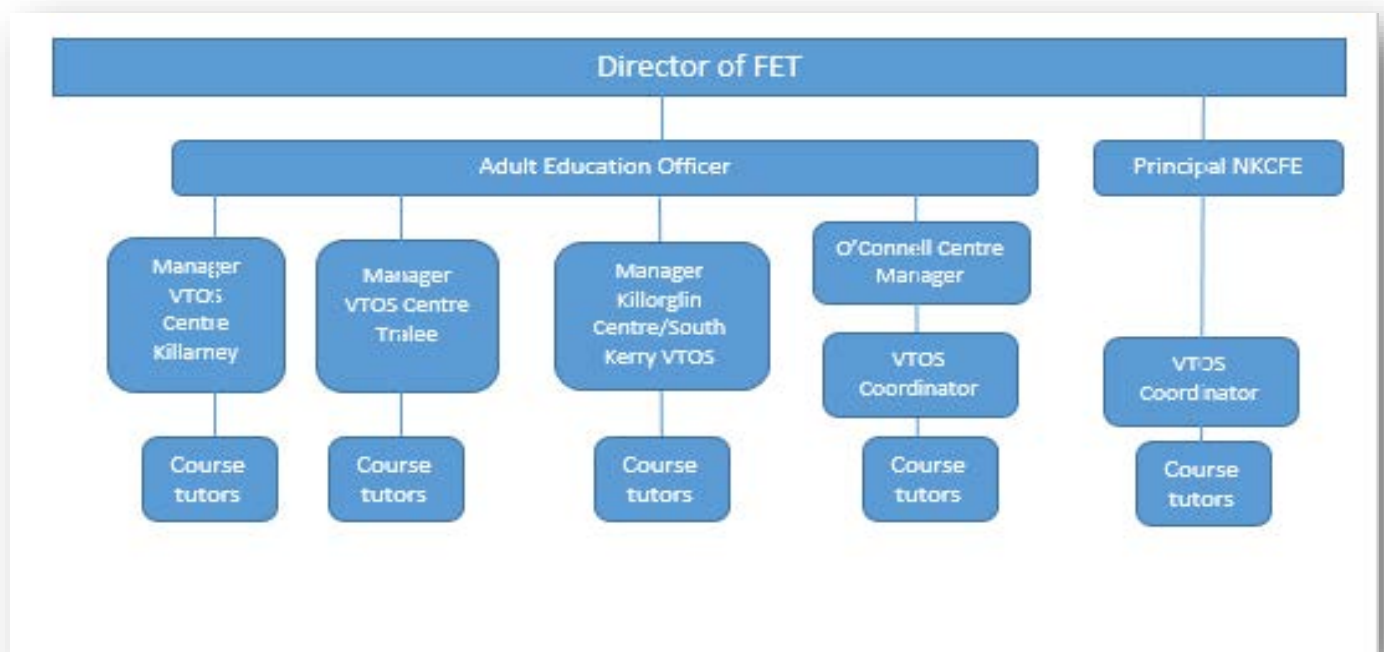 Director of FET
Adult Education Officer
Principal NKCFE
Manager
VTOS
Centre
Killarney
Manager
VTOS Centre
Tralee
Manager
Killorglin
Centre/South
Kerry VTOS
O'Connell Centre
Manager
VTOS
Coordinator
VTOS
Coordinator
Course
tutors
Course
tutors
Course
tutors
Course
tutors
Course
tutors